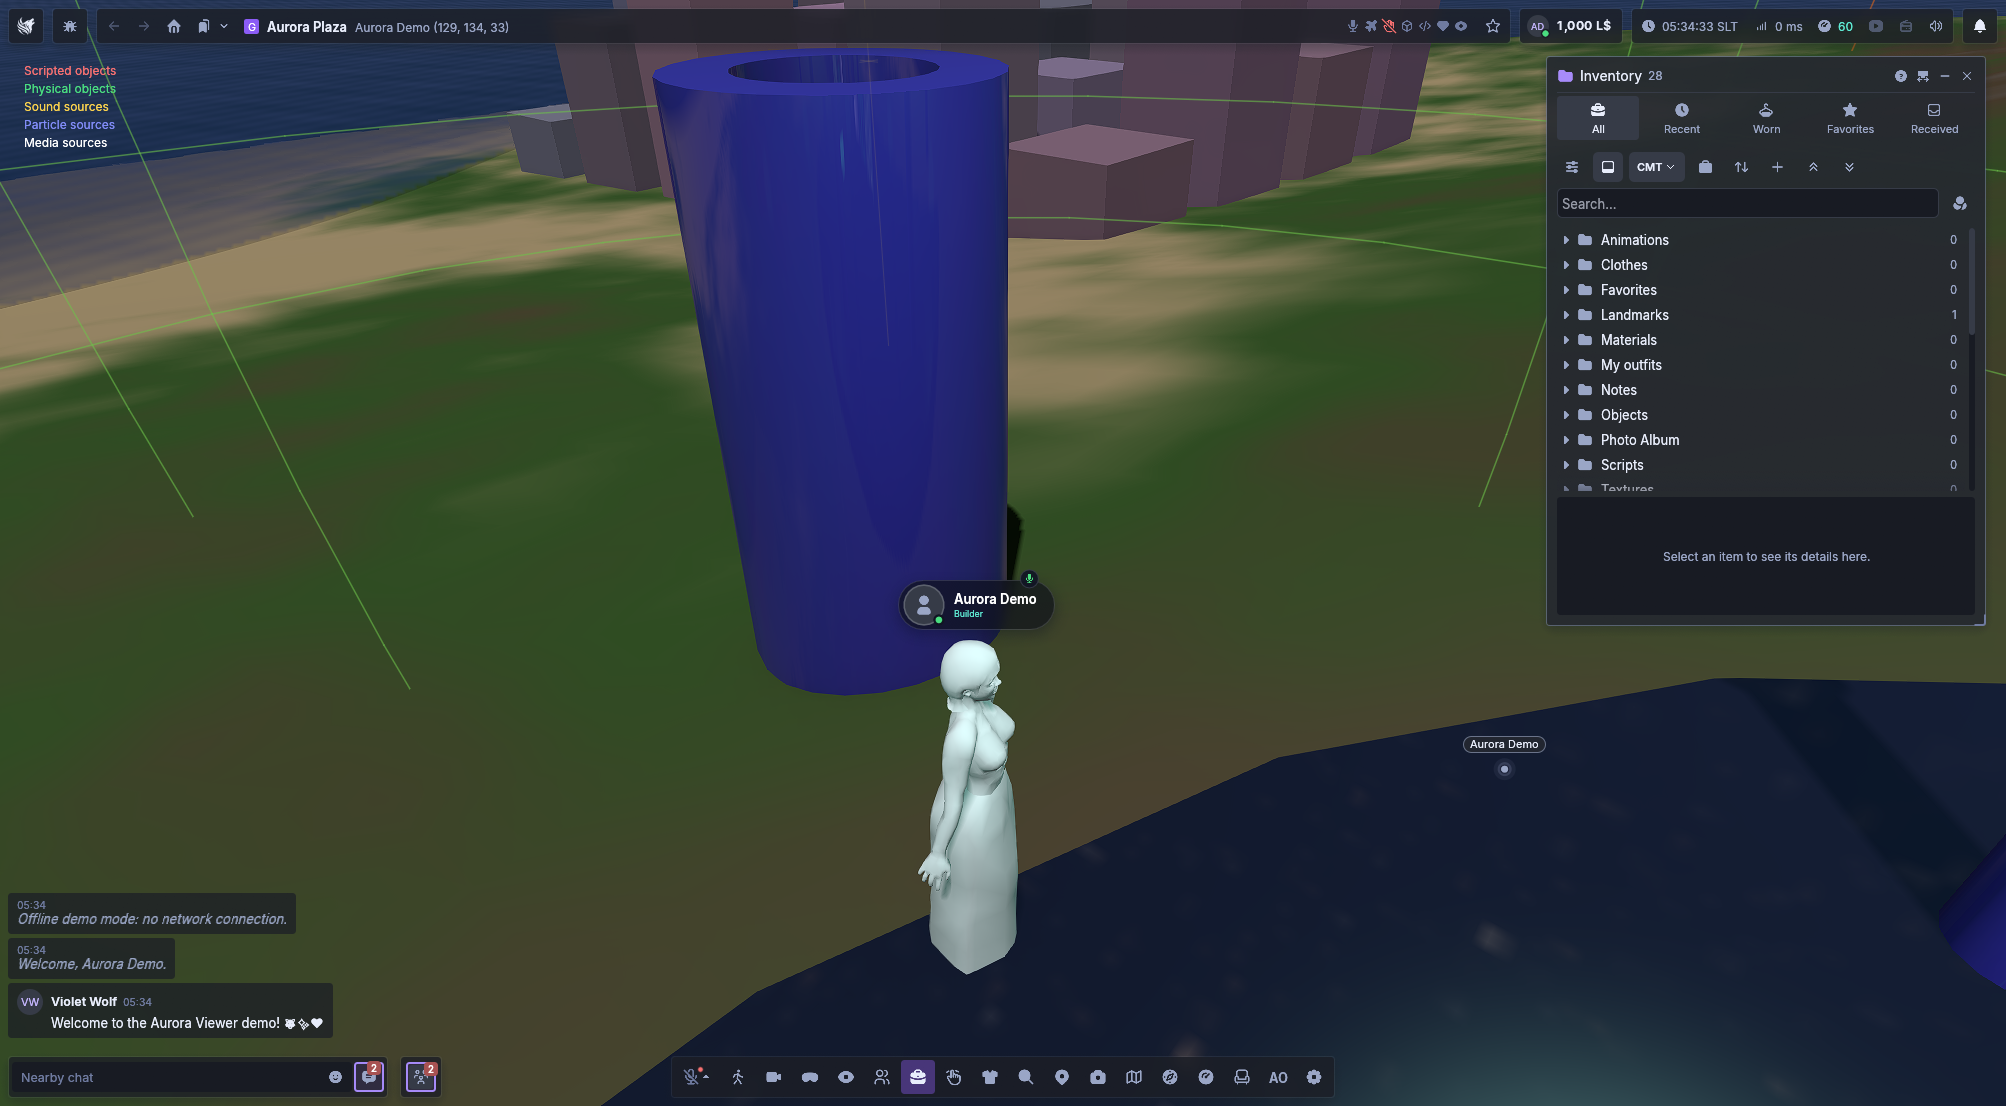 G Aurora Plaza Aurora Demo (129, 134, 33)
AD 1,000 L$
05:34:33 SLT 0 ms 60
Scripted objects
Physical objects
Sound sources
Particle sources
Media sources
Inventory 28
All Recent Worn Favorites Received
CMT
Search...
Animations 0
Clothes 0
Favorites 0
Landmarks 1
Materials 0
My outfits 0
Notes 0
Objects 0
Photo Album 0
Scripts 0
Textures 0
Select an item to see its details here.
Aurora Demo
Builder
Aurora Demo
05:34
Offline demo mode: no network connection.
05:34
Welcome, Aurora Demo.
VW Violet Wolf 05:34
Welcome to the Aurora Viewer demo!
Nearby chat 2 2
AO